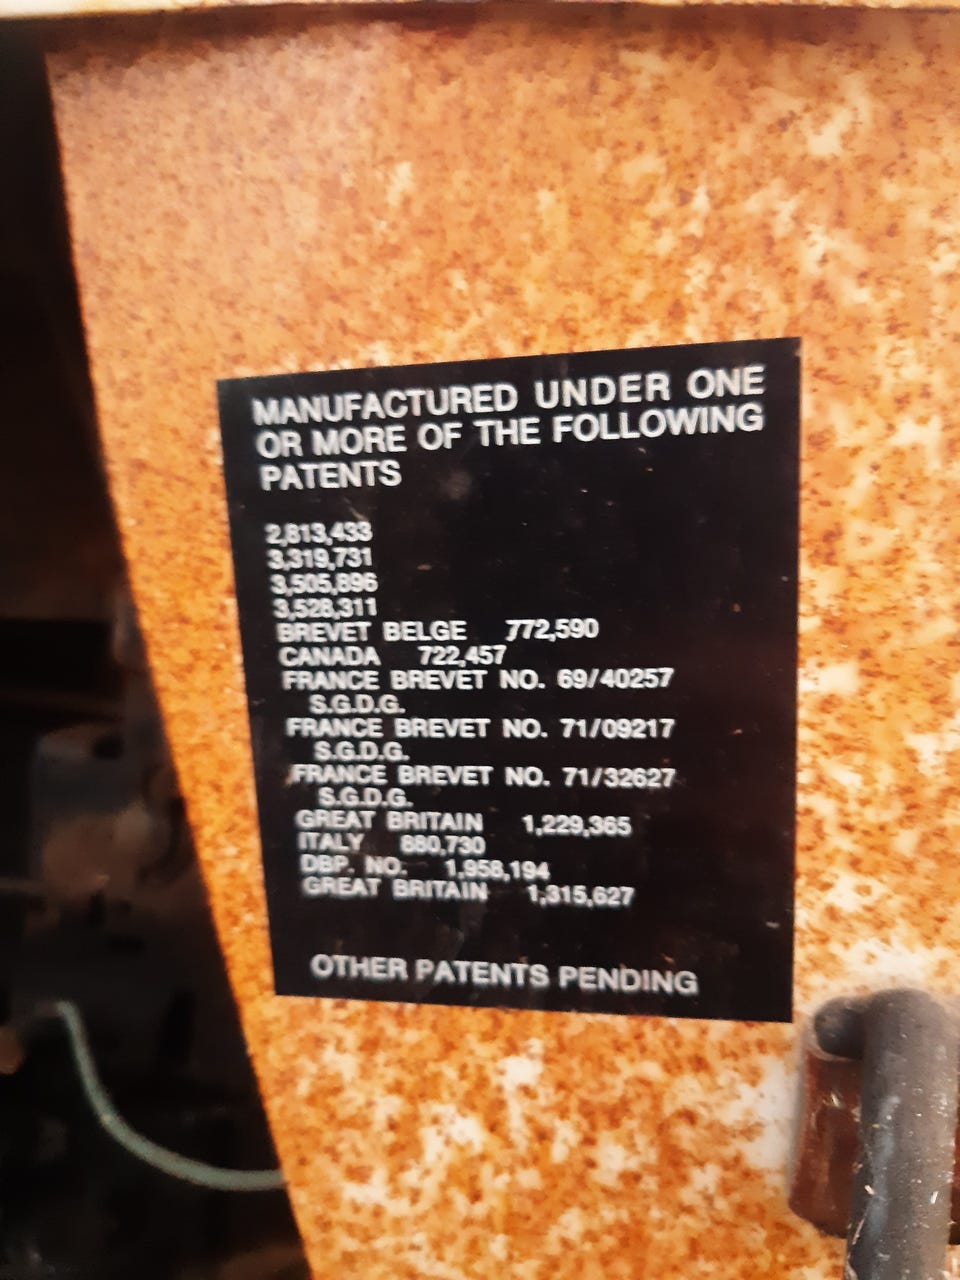 MANUFACTURED UNDER ONE
OR MORE OF THE FOLLOWING
PATENTS
2,813,433
3,319,731
3,505,896
3,528,311
BREVET BELGE 772,590
CANADA 722,457
FRANCE BREVET NO. 69/40257
S.G.D.G.
FRANCE BREVET NO. 71/09217
S.G.D.G.
FRANCE BREVET NO. 71/32627
S.G.D.G.
GREAT BRITAIN 1,229,365
ITALY 880,730
DBP. NO. 1,958,194
GREAT BRITAIN 1,315,627
OTHER PATENTS PENDING